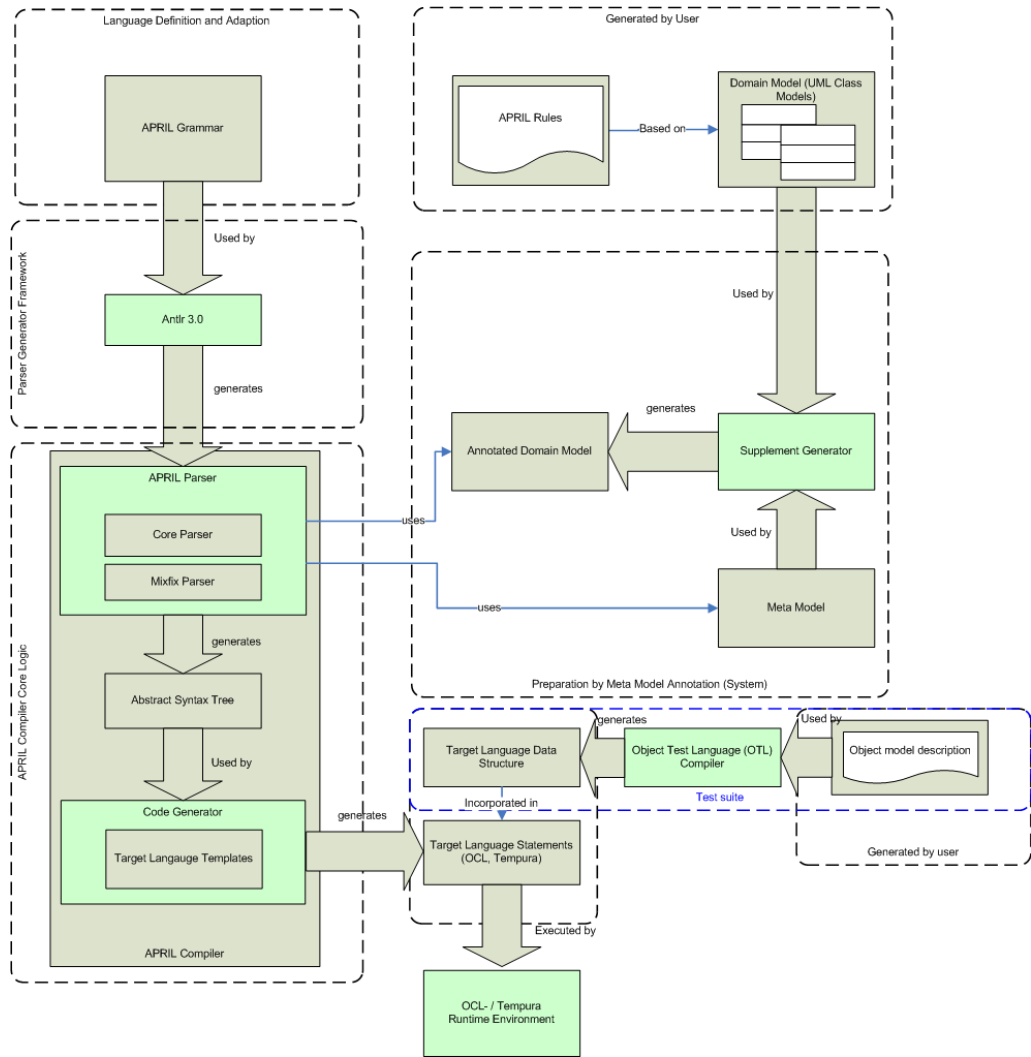 Language Definition and Adaption
APRIL Grammar
Used by
Parser Generator Framework
Antlr 3.0
generates
Generated by User
APRIL Rules
Based on
Domain Model (UML Class
Models)
Used by
generates
Annotated Domain Model
Supplement Generator
Used by
uses
uses
Meta Model
Preparation by Meta Model Annotation (System)
APRIL Compiler Core Logic
APRIL Parser
Core Parser
Mixfix Parser
generates
Abstract Syntax Tree
Used by
Code Generator
Target Langauge Templates
APRIL Compiler
generates
Target Language Data
Structure
generates
Object Test Language (OTL)
Compiler
Used by
Object model description
Test suite
Incorporated in
Generated by user
Target Language Statements
(OCL, Tempura)
Executed by
OCL- / Tempura
Runtime Environment